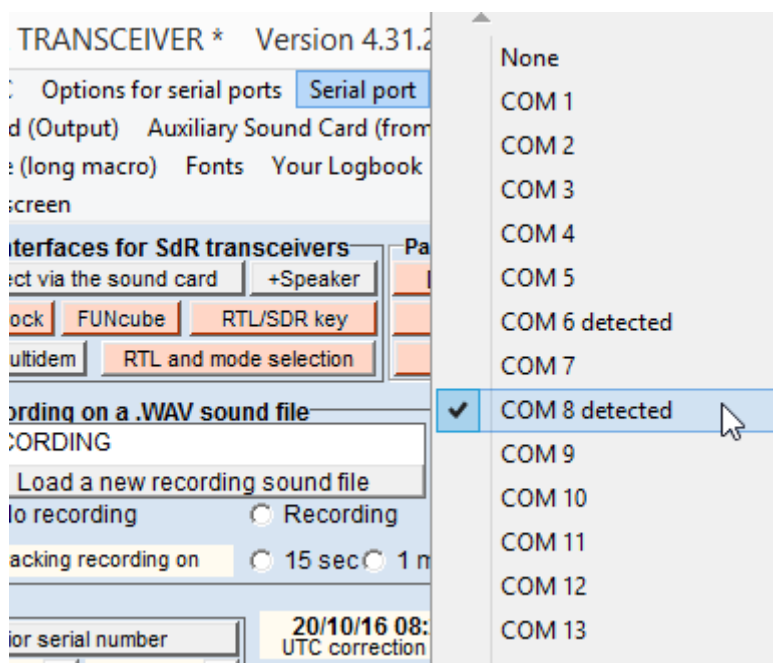 TRANSCEIVER * Version 4.31.2
Options for serial ports Serial port
d (Output) Auxiliary Sound Card (from
(long macro) Fonts Your Logbook
screen
nterfaces for SdR transceivers Pa
ect via the sound card +Speaker
ock FUNcube RTL/SDR key
ultidem RTL and mode selection
ording on a .WAV sound file
CORDING
Load a new recording sound file
No recording Recording
acking recording on 15 sec 1 m
ior serial number 20/10/16 08:
UTC correction
None
COM 1
COM 2
COM 3
COM 4
COM 5
COM 6 detected
COM 7
COM 8 detected
COM 9
COM 10
COM 11
COM 12
COM 13